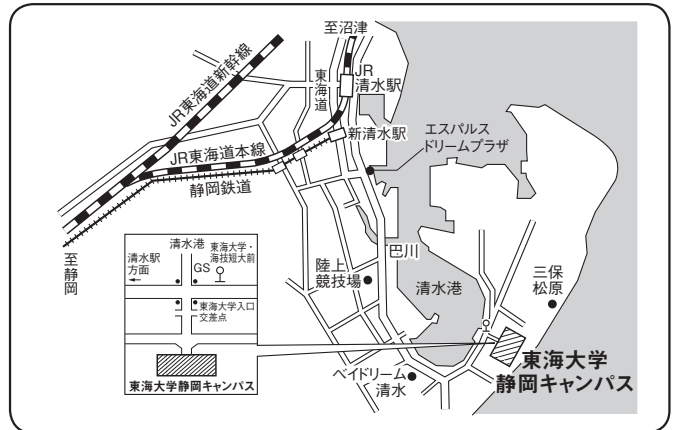 至沼津
JR東海道新幹線
東海道
JR
清水駅
新清水駅
エスパルス
ドリームプラザ
JR東海道本線
静岡鉄道
至静岡
巴川
陸上
競技場
清水港
三保
松原
東海大学
静岡キャンパス
ベイドリーム
清水
清水港
清水駅
方面
GS
東海大学・
海技短大前
東海大学入口
交差点
東海大学静岡キャンパス